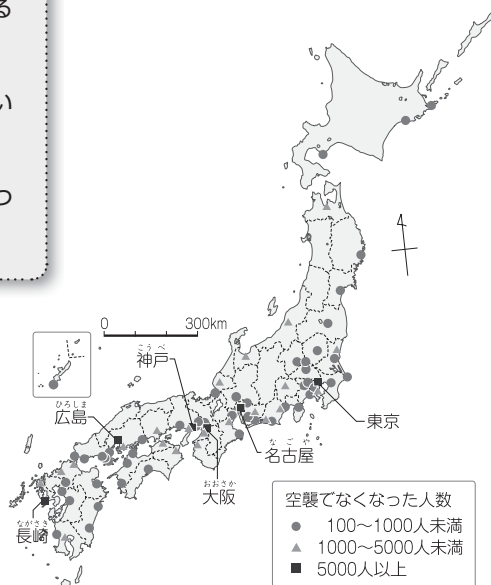 る
い
つ
0 300km
こうべ
神戸
ひろしま
広島
東京
なごや
名古屋
おおさか
大阪
ながさき
長崎
空襲でなくなった人数
100〜1000人未満
1000〜5000人未満
5000人以上